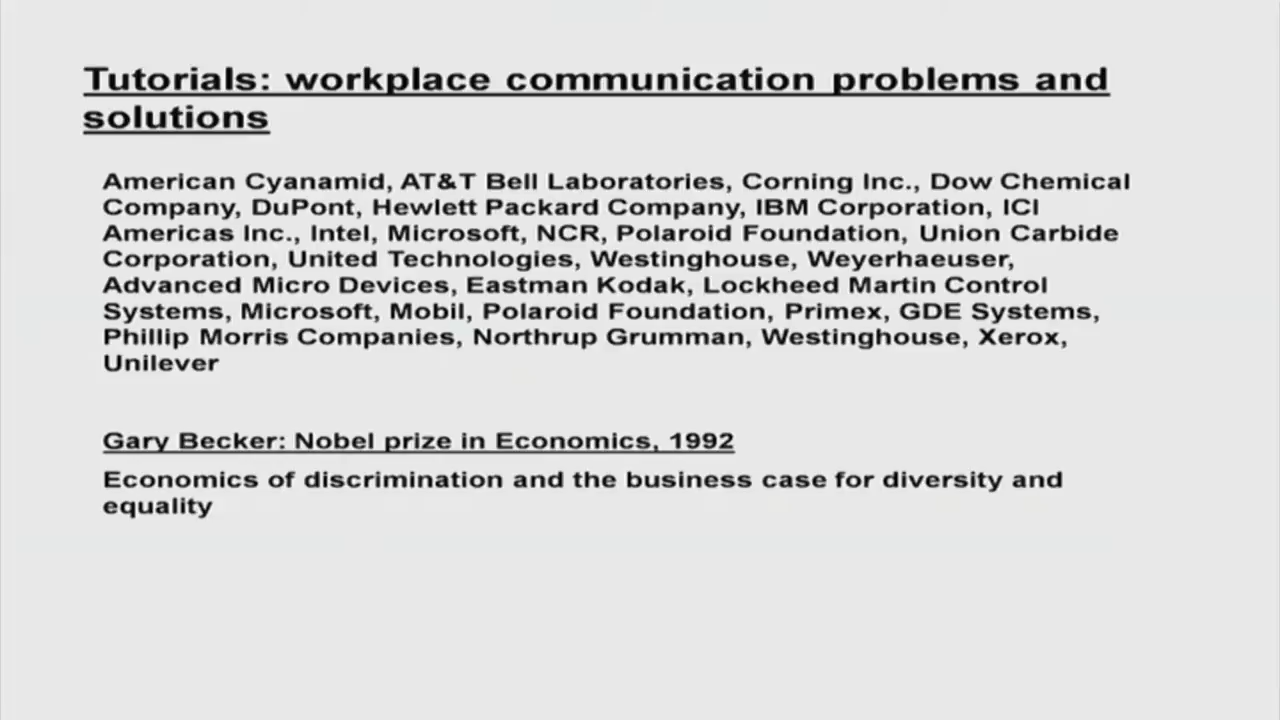 Tutorials: workplace communication problems and
solutions
American Cyanamid, AT&T Bell Laboratories, Corning Inc., Dow Chemical
Company, DuPont, Hewlett Packard Company, IBM Corporation, ICI
Americas Inc., Intel, Microsoft, NCR, Polaroid Foundation, Union Carbide
Corporation, United Technologies, Westinghouse, Weyerhaeuser,
Advanced Micro Devices, Eastman Kodak, Lockheed Martin Control
Systems, Microsoft, Mobil, Polaroid Foundation, Primex, GDE Systems,
Phillip Morris Companies, Northrup Grumman, Westinghouse, Xerox,
Unilever
Gary Becker: Nobel prize in Economics, 1992
Economics of discrimination and the business case for diversity and
equality